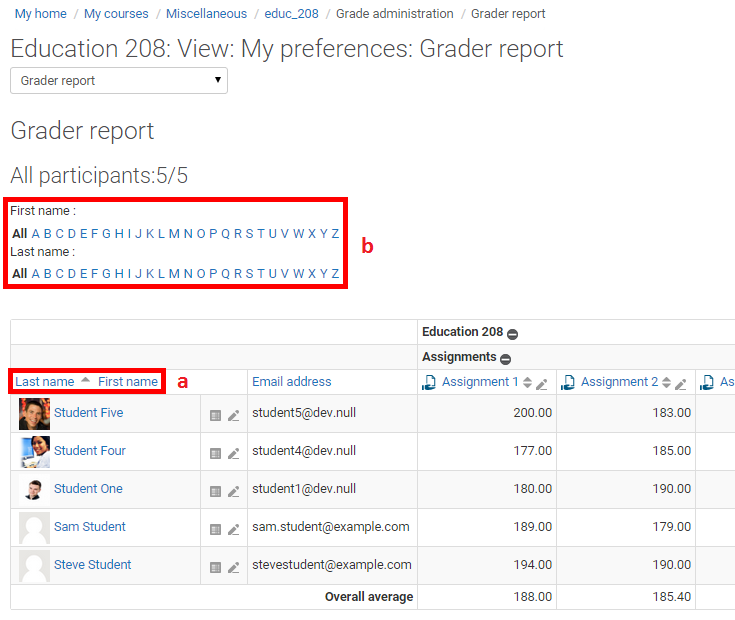 My home / My courses / Miscellaneous / educ_208 / Grade administration / Grader report
Education 208: View: My preferences: Grader report
Grader report
Grader report
All participants:5/5
First name :
All A B C D E F G H I J K L M N O P Q R S T U V W X Y Z
b
Last name :
All A B C D E F G H I J K L M N O P Q R S T U V W X Y Z
Education 208
Assignments
Last name First name a Email address Assignment 1 Assignment 2 As
Student Five student5@dev.null 200.00 183.00
Student Four student4@dev.null 177.00 185.00
Student One student1@dev.null 180.00 190.00
Sam Student sam.student@example.com 189.00 179.00
Steve Student stevestudent@example.com 194.00 190.00
Overall average 188.00 185.40